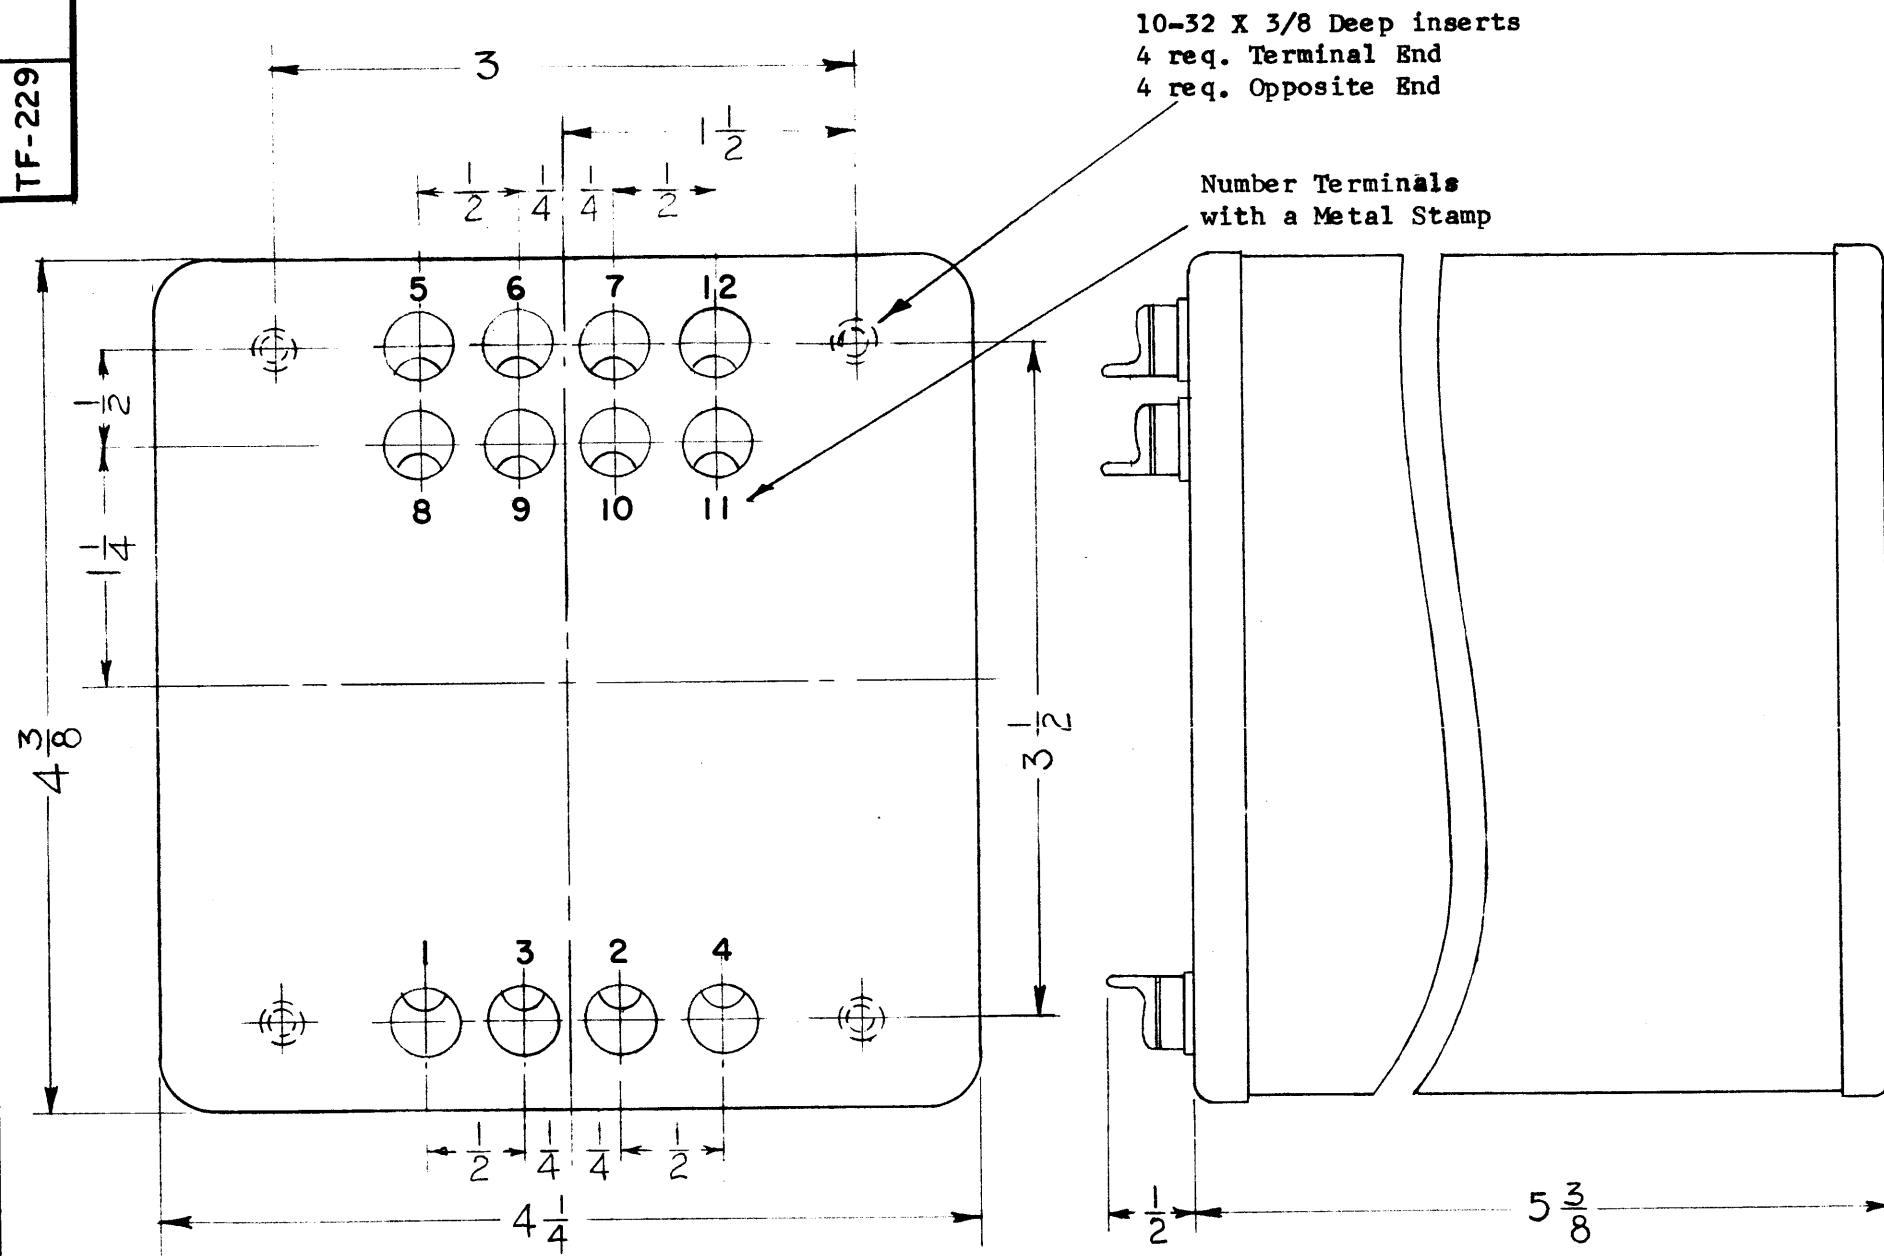 TF-229
10-32 X 3/8 Deep inserts
4 req. Terminal End
4 req. Opposite End
Number Terminals
with a Metal Stamp
3
1 1/2
1/2 1/4 1/4 1/2
5 6 7 12
8 9 10 11
1/2
1 1/4
4 3/8
3 1/2
1 3 2 4
1/2 1/4 1/4 1/2
4 1/4
1/2
5 3/8